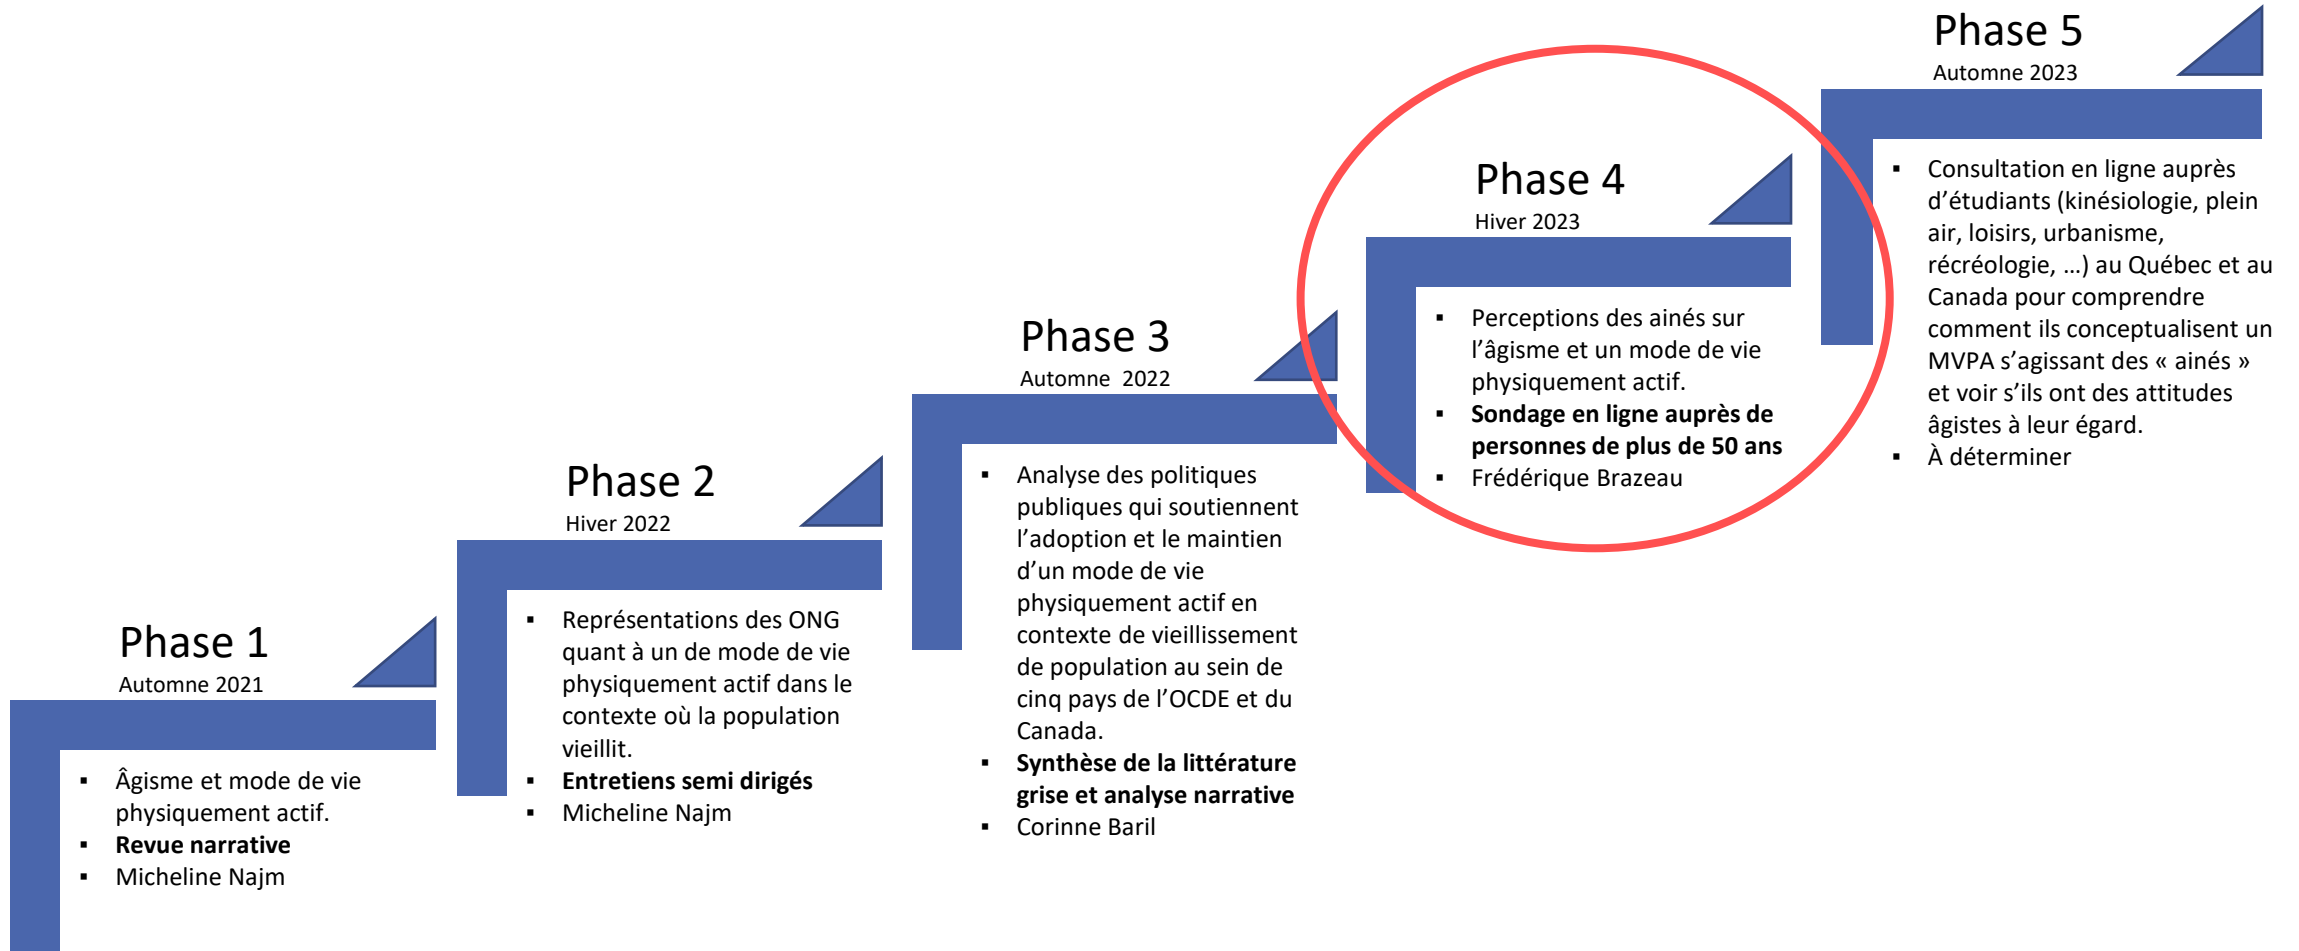 Phase 1
Automne 2021
▪ Âgisme et mode de vie
physiquement actif.
▪ Revue narrative
▪ Micheline Najm
Phase 2
Hiver 2022
▪ Représentations des ONG
quant à un de mode de vie
physiquement actif dans le
contexte où la population
vieillit.
▪ Entretiens semi dirigés
▪ Micheline Najm
Phase 3
Automne 2022
▪ Analyse des politiques
publiques qui soutiennent
l’adoption et le maintien
d’un mode de vie
physiquement actif en
contexte de vieillissement
de population au sein de
cinq pays de l’OCDE et du
Canada.
▪ Synthèse de la littérature
grise et analyse narrative
▪ Corinne Baril
Phase 4
Hiver 2023
▪ Perceptions des ainés sur
l’âgisme et un mode de vie
physiquement actif.
▪ Sondage en ligne auprès de
personnes de plus de 50 ans
▪ Frédérique Brazeau
Phase 5
Automne 2023
▪ Consultation en ligne auprès
d’étudiants (kinésiologie, plein
air, loisirs, urbanisme,
récréologie, …) au Québec et au
Canada pour comprendre
comment ils conceptualisent un
MVPA s’agissant des « ainés »
et voir s’ils ont des attitudes
âgistes à leur égard.
▪ À déterminer